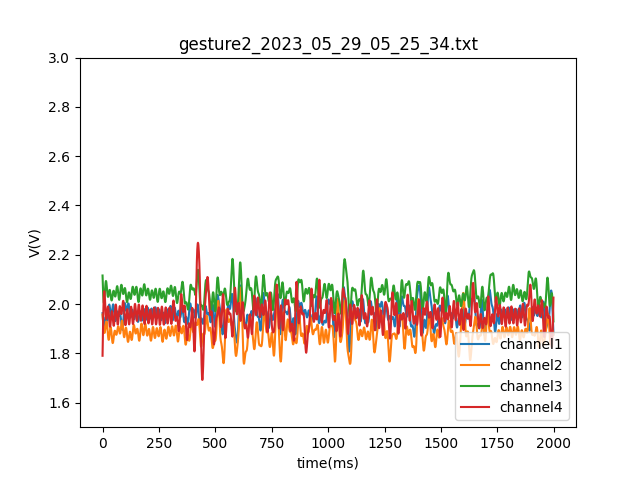 gesture2_2023_05_29_05_25_34.txt
3.0
2.8
2.6
2.4
2.2
2.0
1.8
1.6
V(V)
channel1
channel2
channel3
channel4
0 250 500 750 1000 1250 1500 1750 2000
time(ms)